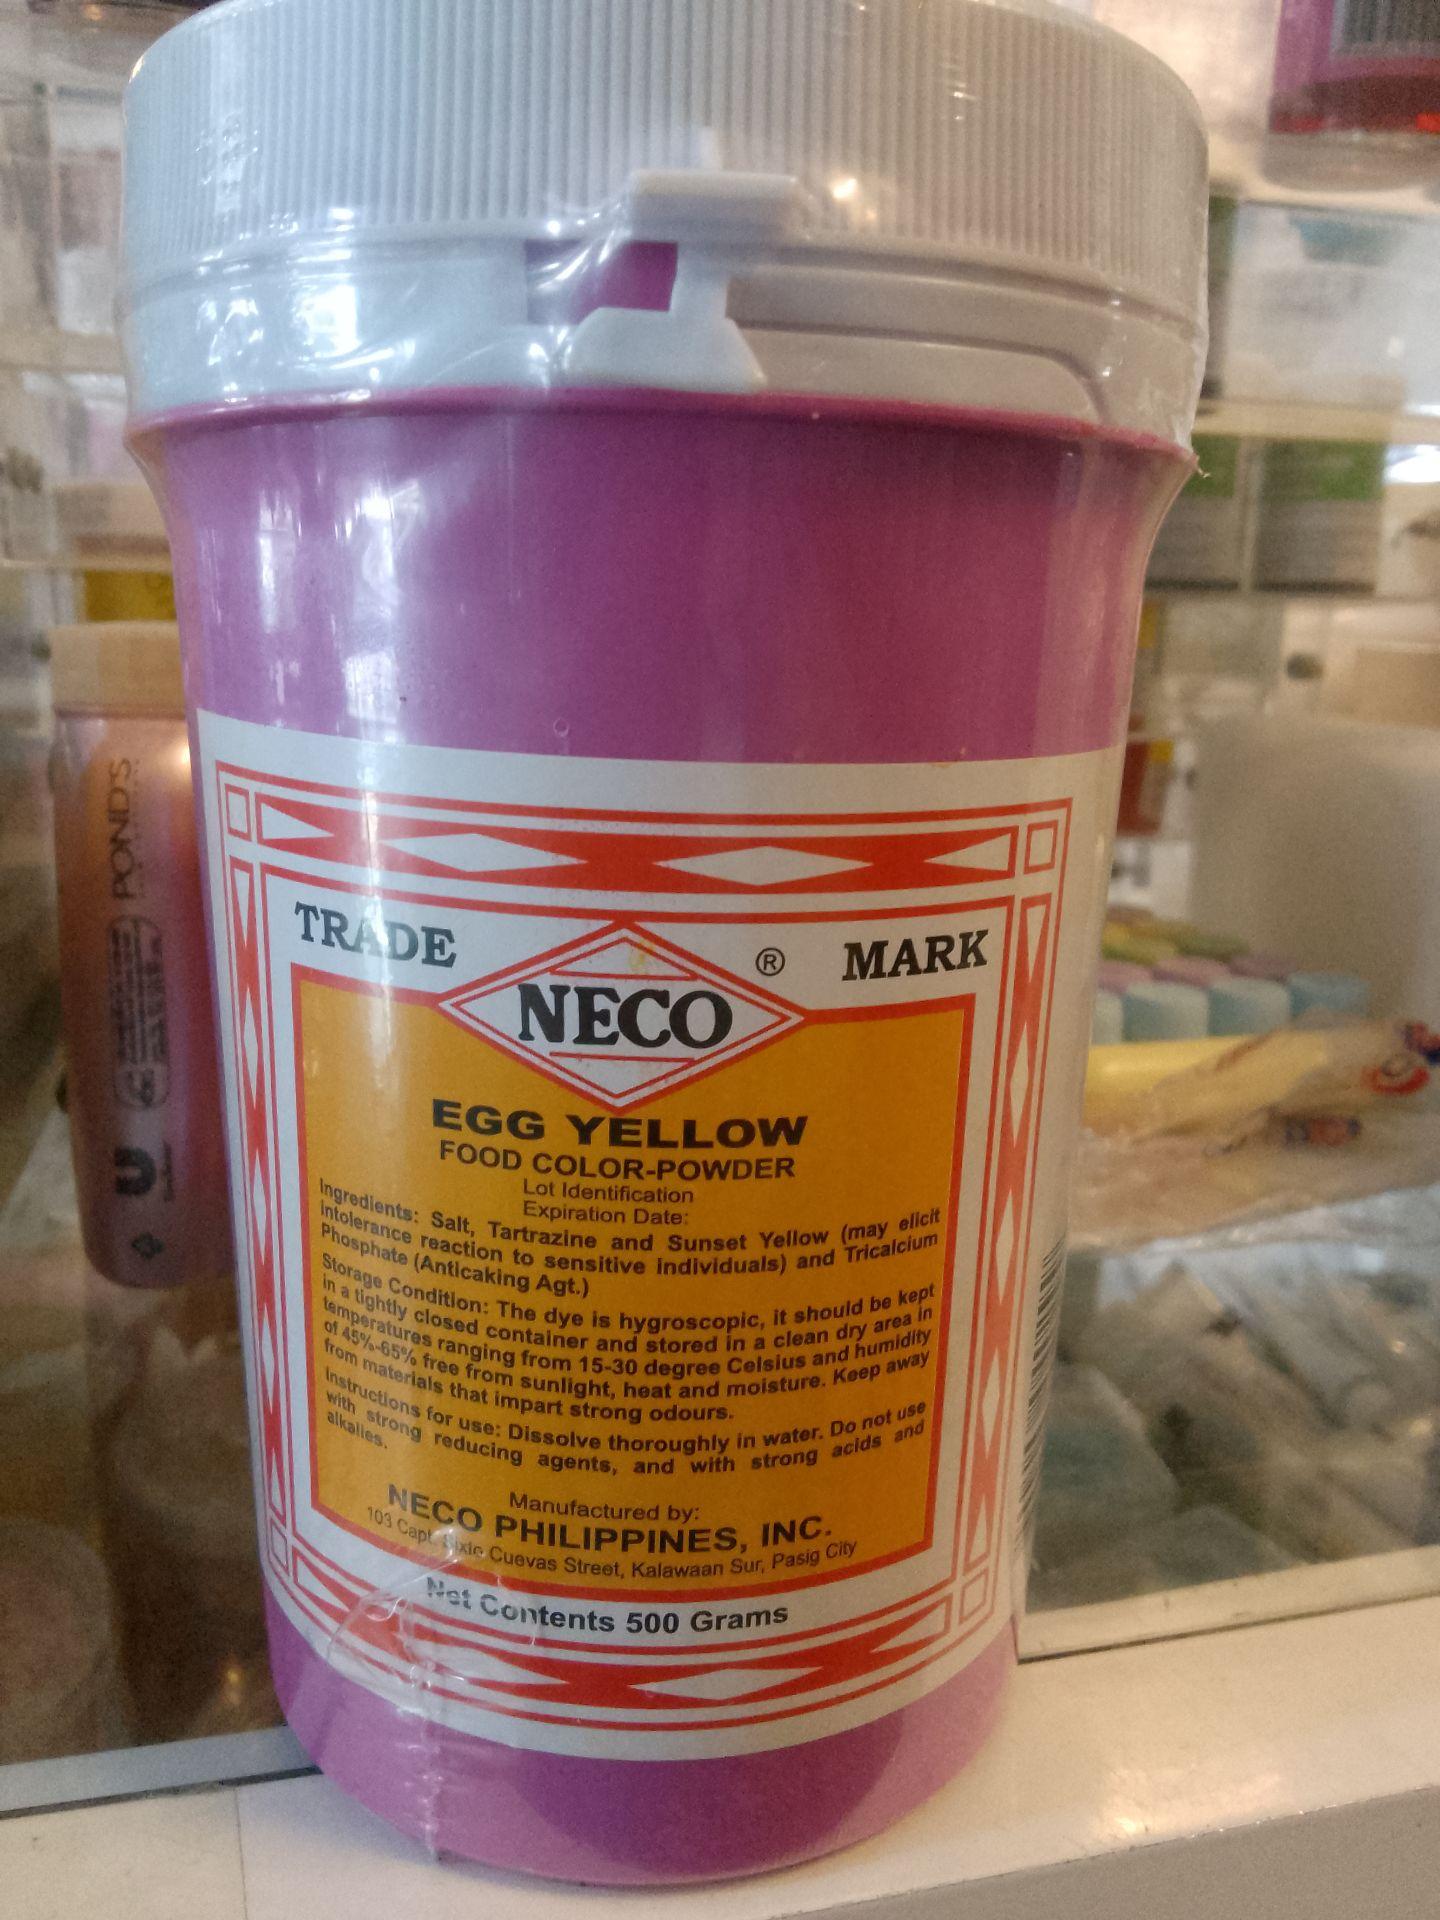 TRADE ® MARK
NECO
EGG YELLOW
FOOD COLOR-POWDER
Lot Identification
Expiration Date:
Ingredients: Salt, Tartrazine and Sunset Yellow (may elicit
intolerance reaction to sensitive individuals) and Tricalcium
Phosphate (Anticaking Agt.)
Storage Condition: The dye is hygroscopic, it should be kept
in a tightly closed container and stored in a clean dry area in
temperatures ranging from 15-30 degree Celsius and humidity
of 45%-65% free from sunlight, heat and moisture. Keep away
from materials that impart strong odours.
Instructions for use: Dissolve thoroughly in water. Do not use
with strong reducing agents, and with strong acids and
alkalies.
Manufactured by:
NECO PHILIPPINES, INC.
103 Capt. Sixto Cuevas Street, Kalawaan Sur, Pasig City
Net Contents 500 Grams
POND'S